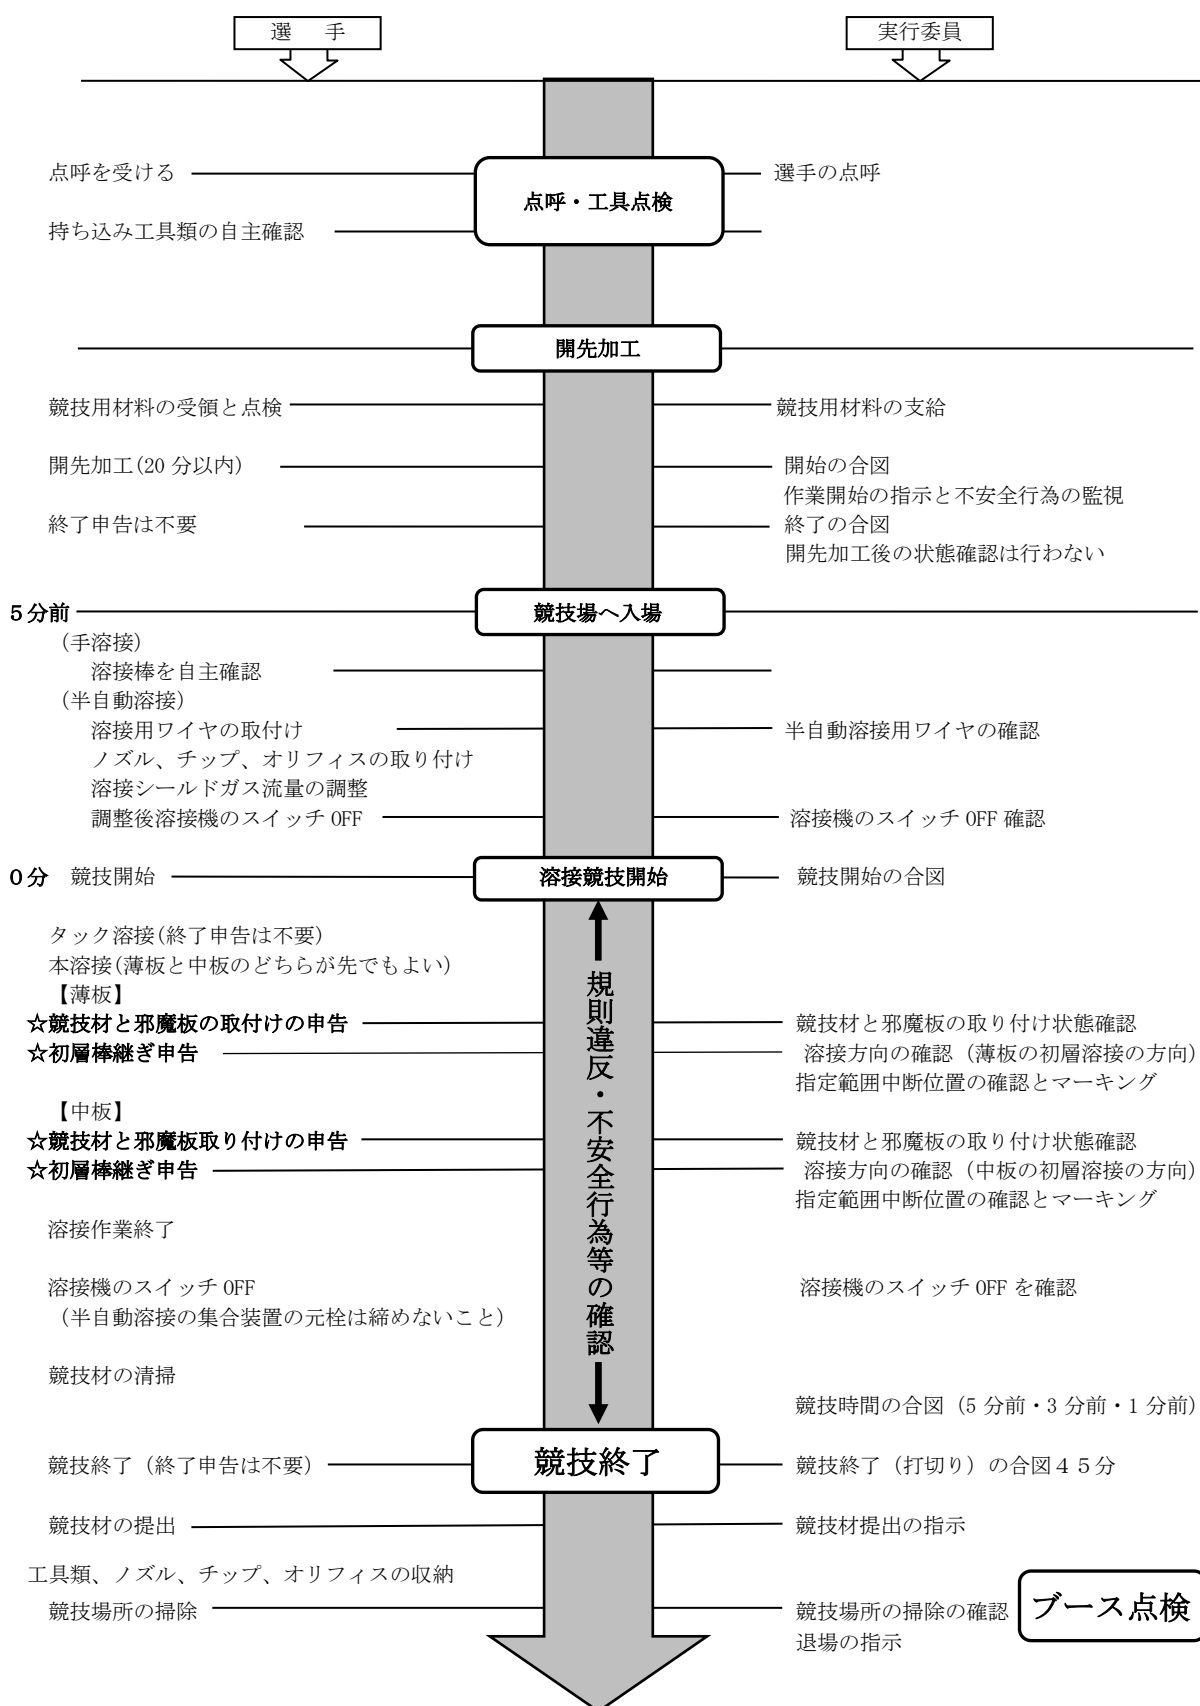 選　手
実行委員
点呼を受ける
点呼・工具点検
選手の点呼
持ち込み工具類の自主確認
開先加工
競技用材料の受領と点検
競技用材料の支給
開先加工(20 分以内)
開始の合図
作業開始の指示と不安全行為の監視
終了申告は不要
終了の合図
開先加工後の状態確認は行わない
５分前
競技場へ入場
（手溶接）
溶接棒を自主確認
（半自動溶接）
溶接用ワイヤの取付け
半自動溶接用ワイヤの確認
ノズル、チップ、オリフィスの取り付け
溶接シールドガス流量の調整
調整後溶接機のスイッチ OFF
溶接機のスイッチ OFF 確認
０分　競技開始
溶接競技開始
競技開始の合図
タック溶接(終了申告は不要)
本溶接(薄板と中板のどちらが先でもよい)
規則違反・不安全行為等の確認
【薄板】
☆競技材と邪魔板の取付けの申告
競技材と邪魔板の取り付け状態確認
☆初層棒継ぎ申告
溶接方向の確認（薄板の初層溶接の方向）
指定範囲中断位置の確認とマーキング
【中板】
☆競技材と邪魔板取り付けの申告
競技材と邪魔板の取り付け状態確認
☆初層棒継ぎ申告
溶接方向の確認（中板の初層溶接の方向）
指定範囲中断位置の確認とマーキング
溶接作業終了
溶接機のスイッチ OFF
溶接機のスイッチ OFF を確認
（半自動溶接の集合装置の元栓は締めないこと）
競技材の清掃
競技時間の合図（5 分前・3 分前・1 分前）
競技終了（終了申告は不要）
競技終了
競技終了（打切り）の合図４５分
競技材の提出
競技材提出の指示
工具類、ノズル、チップ、オリフィスの収納
競技場所の掃除
競技場所の掃除の確認
退場の指示
ブース点検